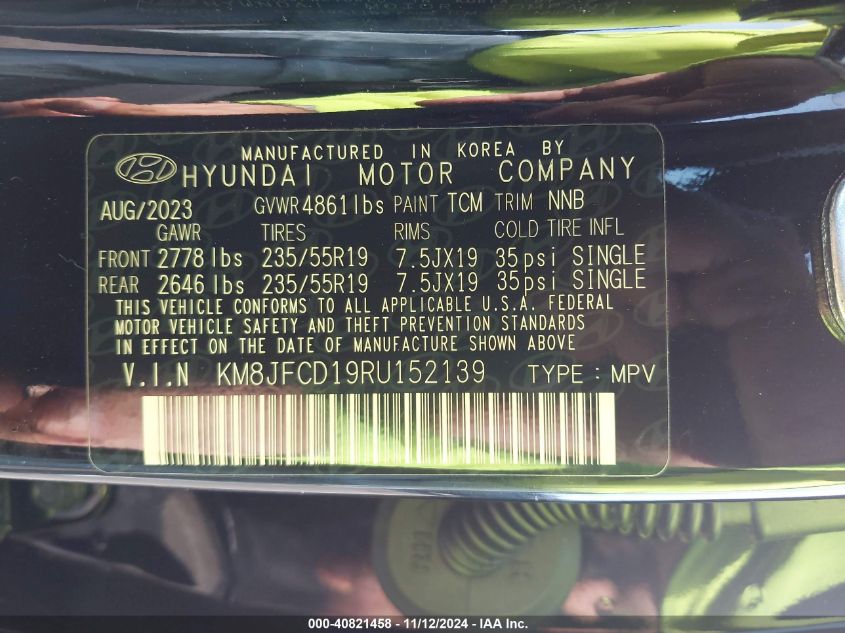 MANUFACTURED IN KOREA BY
HYUNDAI MOTOR COMPANY
AUG/2023 GVWR 4861 lbs PAINT TCM TRIM NNB
GAWR TIRES RIMS COLD TIRE INFL
FRONT 2778 lbs 235/55R19 7.5JX19 35psi SINGLE
REAR 2646 lbs 235/55R19 7.5JX19 35psi SINGLE
THIS VEHICLE CONFORMS TO ALL APPLICABLE U.S.A. FEDERAL
MOTOR VEHICLE SAFETY AND THEFT PREVENTION STANDARDS
IN EFFECT ON THE DATE OF MANUFACTURE SHOWN ABOVE
V.I.N KM8JFCD19RU152139 TYPE : MPV
000-40821458 - 11/12/2024 - IAA Inc.